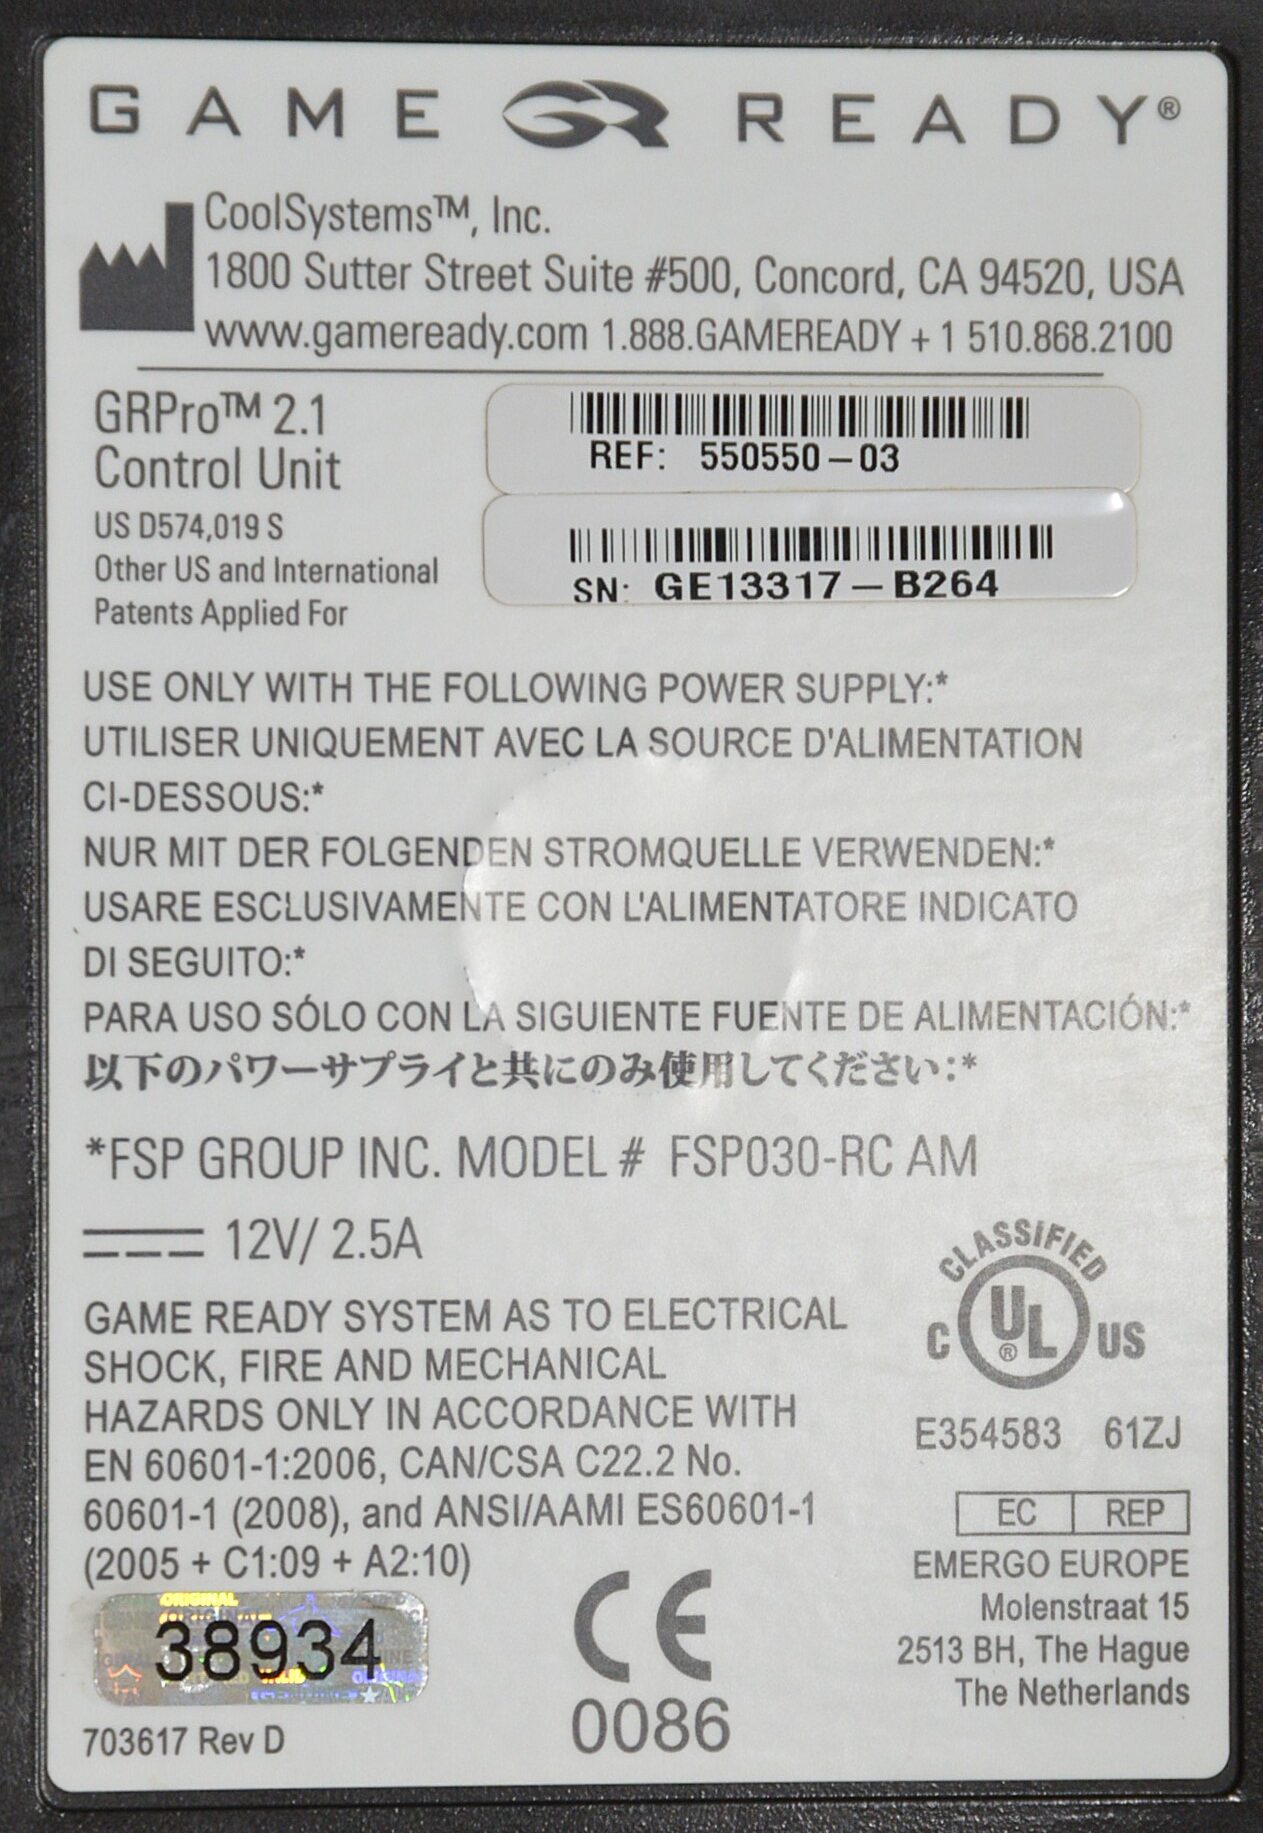 GAME GR READY®
CoolSystems™, Inc.
1800 Sutter Street Suite #500, Concord, CA 94520, USA
www.gameready.com 1.888.GAMEREADY + 1 510.868.2100
GRPro™ 2.1
Control Unit
US D574,019 S
Other US and International
Patents Applied For
REF: 550550-03
SN: GE13317-B264
USE ONLY WITH THE FOLLOWING POWER SUPPLY:*
UTILISER UNIQUEMENT AVEC LA SOURCE D'ALIMENTATION
CI-DESSOUS:*
NUR MIT DER FOLGENDEN STROMQUELLE VERWENDEN:*
USARE ESCLUSIVAMENTE CON L'ALIMENTATORE INDICATO
DI SEGUITO:*
PARA USO SÓLO CON LA SIGUIENTE FUENTE DE ALIMENTACIÓN:*
以下のパワーサプライと共にのみ使用してください:*
*FSP GROUP INC. MODEL # FSP030-RC AM
12V/ 2.5A
GAME READY SYSTEM AS TO ELECTRICAL
SHOCK, FIRE AND MECHANICAL
HAZARDS ONLY IN ACCORDANCE WITH
EN 60601-1:2006, CAN/CSA C22.2 No.
60601-1 (2008), and ANSI/AAMI ES60601-1
(2005 + C1:09 + A2:10)
CLASSIFIED
C UL® US
E354583 61ZJ
EC REP
EMERGO EUROPE
Molenstraat 15
2513 BH, The Hague
The Netherlands
ORIGINAL
38934
CE
0086
703617 Rev D